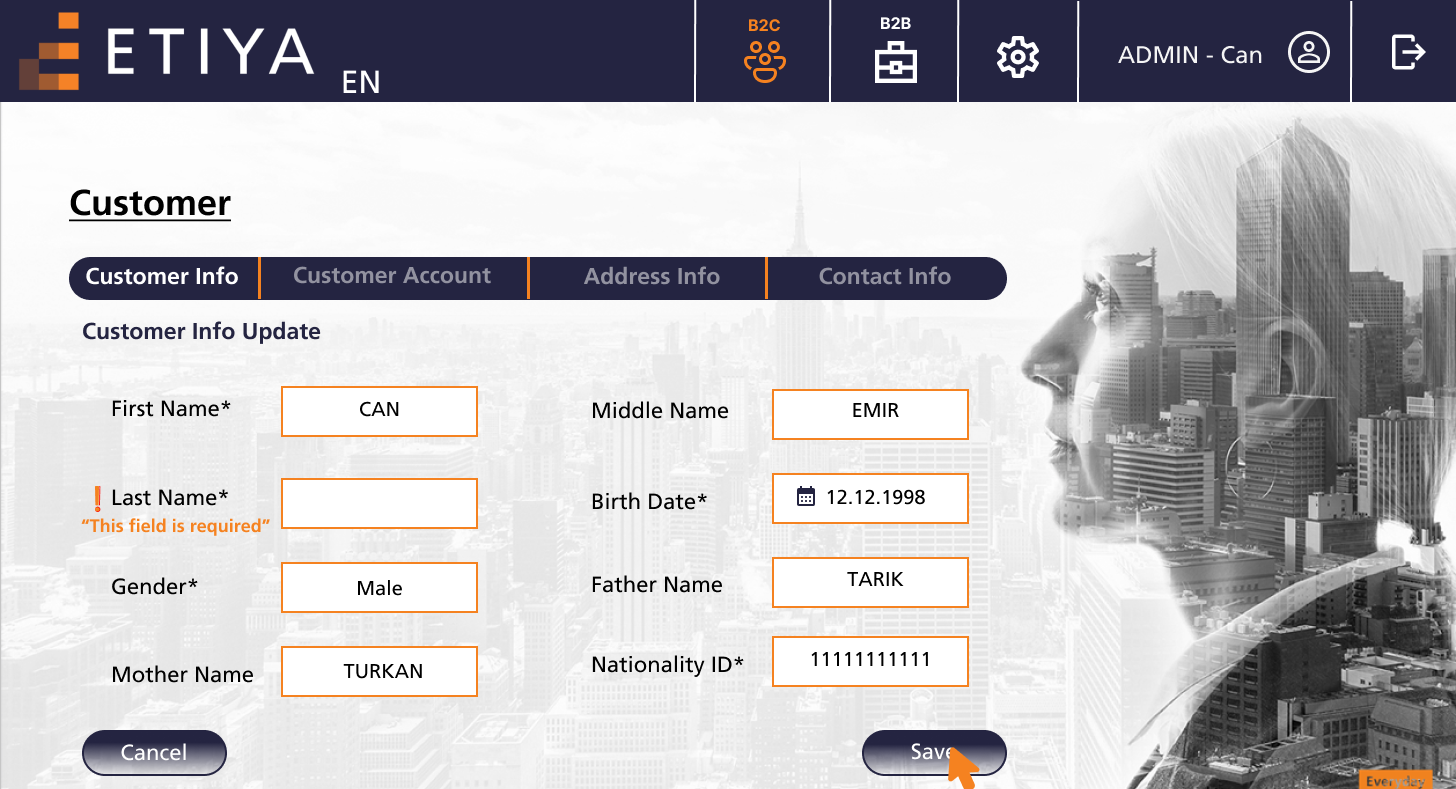 ETIYA
EN
B2C
B2B
ADMIN - Can
Customer
Customer Info
Customer Account
Address Info
Contact Info
Customer Info Update
First Name*
CAN
Middle Name
EMIR
Last Name*
“This field is required”
Birth Date*
12.12.1998
Gender*
Male
Father Name
TARIK
Mother Name
TURKAN
Nationality ID*
11111111111
Cancel
Save